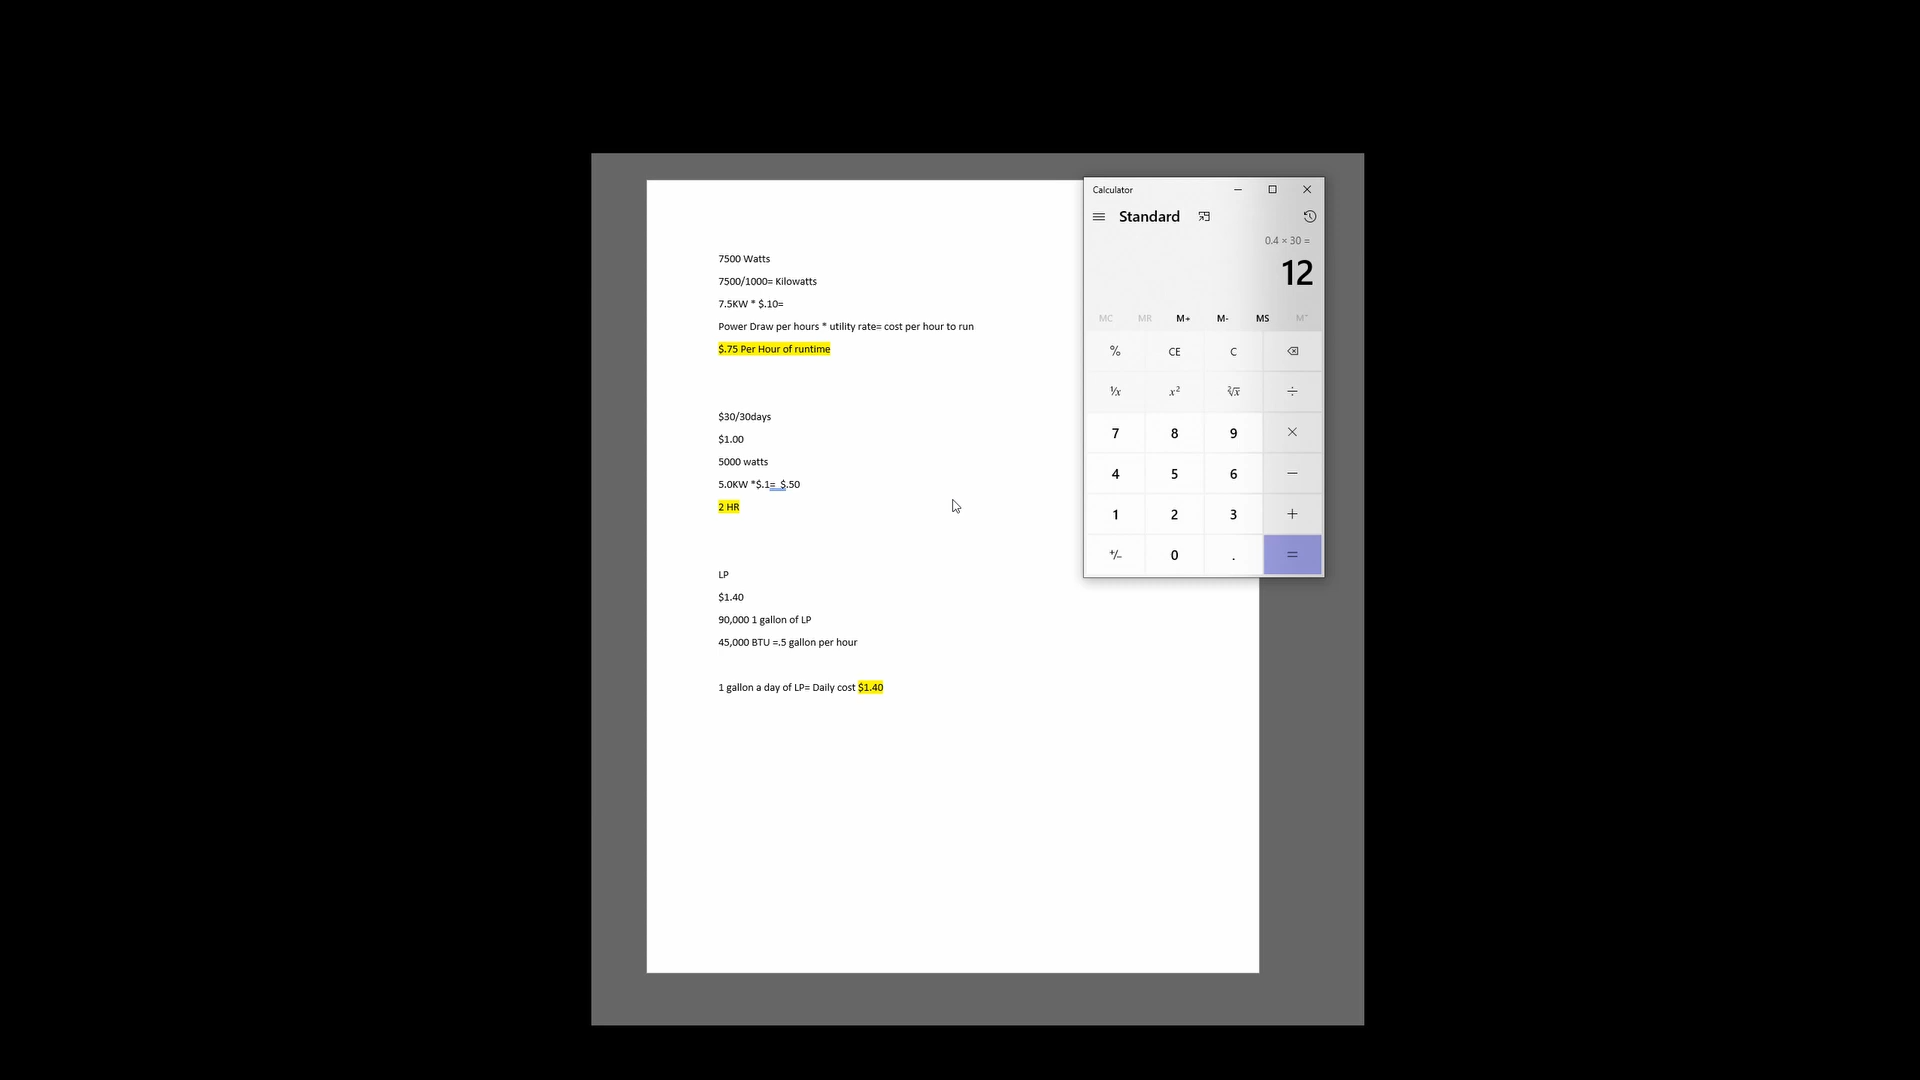 7500 Watts
7500/1000= Kilowatts
7.5KW * $.10=
Power Draw per hours * utility rate= cost per hour to run
$.75 Per Hour of runtime
$30/30days
$1.00
5000 watts
5.0KW *$.1=  $.50
2 HR
LP
$1.40
90,000 1 gallon of LP
45,000 BTU =.5 gallon per hour
1 gallon a day of LP= Daily cost $1.40
Calculator
Standard
0.4 × 30 =
12
MC MR M+ M- MS M˅
% CE C
¹/x x² ²√x ÷
7 8 9 ×
4 5 6 −
1 2 3 +
+/− 0 . =